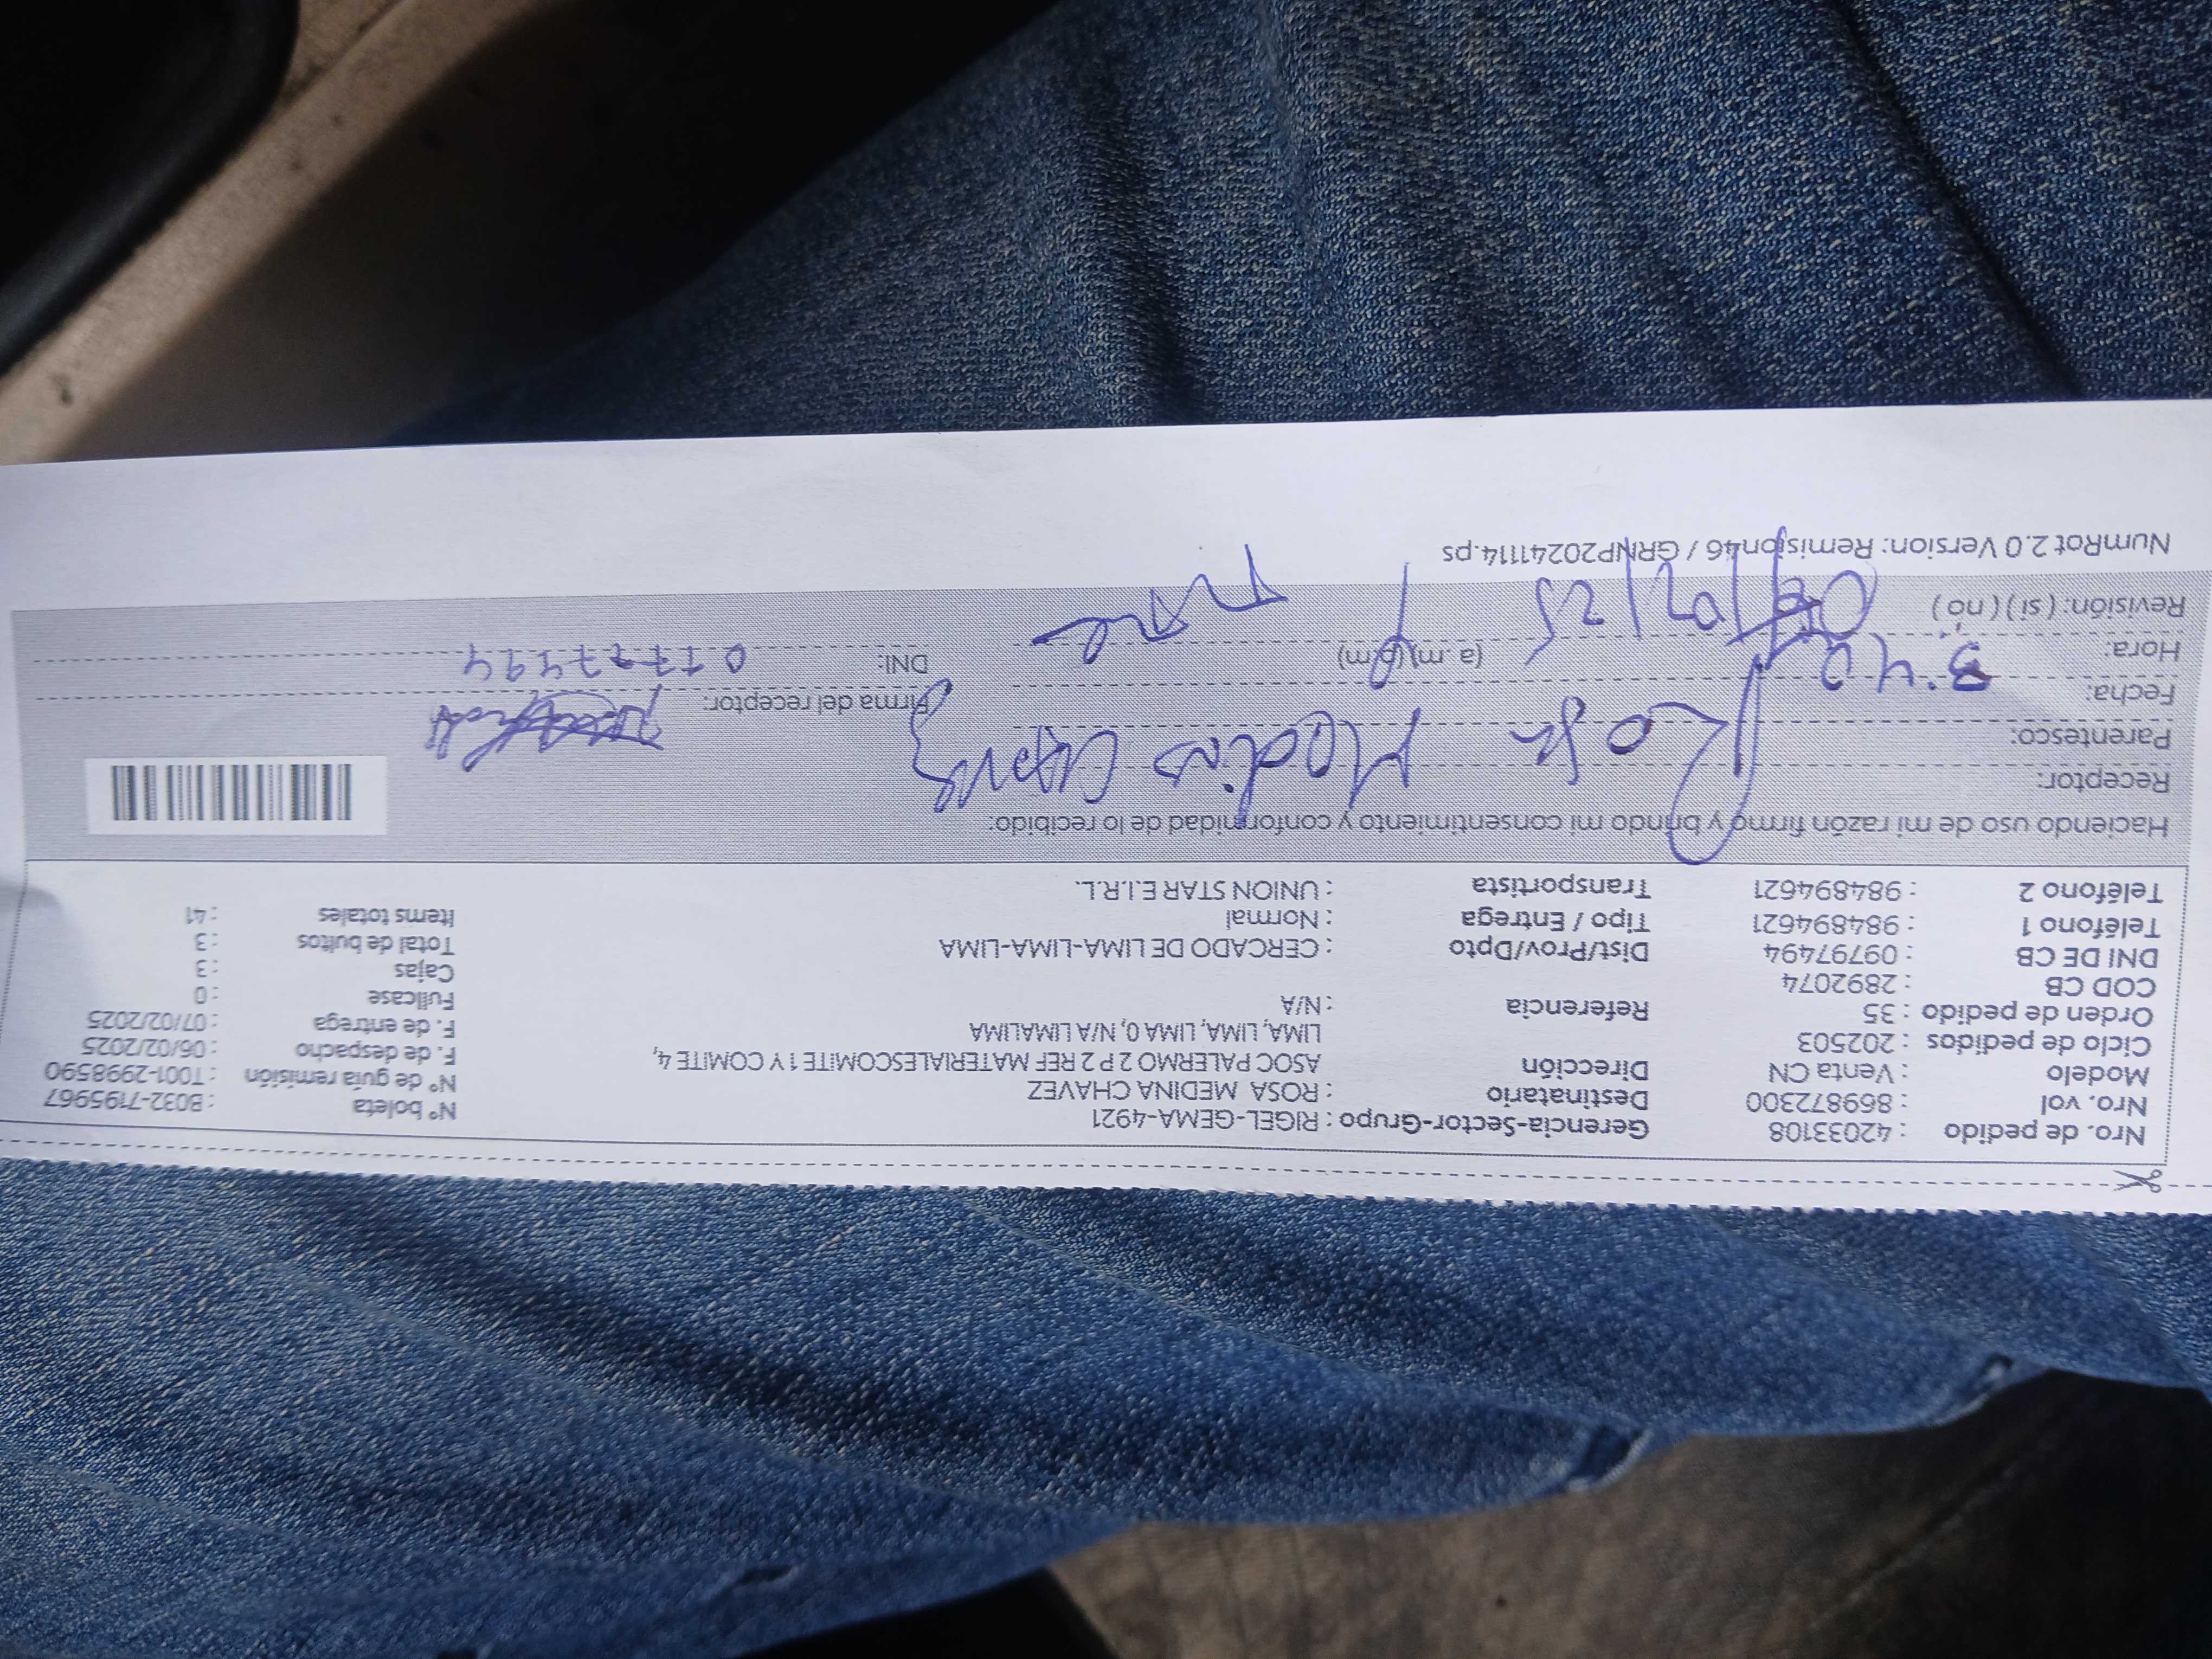 Nro. de pedido : 42033108 Gerencia-Sector-Grupo : RIGEL-GEMA-4921 N° boleta : B032-7195967
Nro. vol : 869872300 Destinatario : ROSA MEDINA CHAVEZ N° de guía remisión : T001-2998590
Modelo : Venta CN Dirección ASOC PALERMO 2 P 2 REF MATERIALESCOMITE 1 Y COMITE 4, F. de despacho : 06/02/2025
Ciclo de pedidos : 202503 LIMA, LIMA, LIMA 0, N/A LIMALIMA F. de entrega : 07/02/2025
Orden de pedido : 35 Referencia : N/A Fullcase : 0
COD CB : 2892074 Cajas : 3
DNI DE CB : 09797494 Dist/Prov/Dpto : CERCADO DE LIMA-LIMA-LIMA Total de bultos : 3
Teléfono 1 : 984894621 Tipo / Entrega : Normal Items totales : 41
Teléfono 2 : 984894621 Transportista : UNION STAR E.I.R.L.
Haciendo uso de mi razón firmo y brindo mi consentimiento y conformidad de lo recibido:
Receptor:
Parentesco: Rosa Medina
Fecha: Firma del receptor:
Hora: 3:40 (a.m) (p.m) DNI:
Revisión: ( si ) ( no )
NumRot 2.0 Version: Remision46 / GRNP20241114.ps